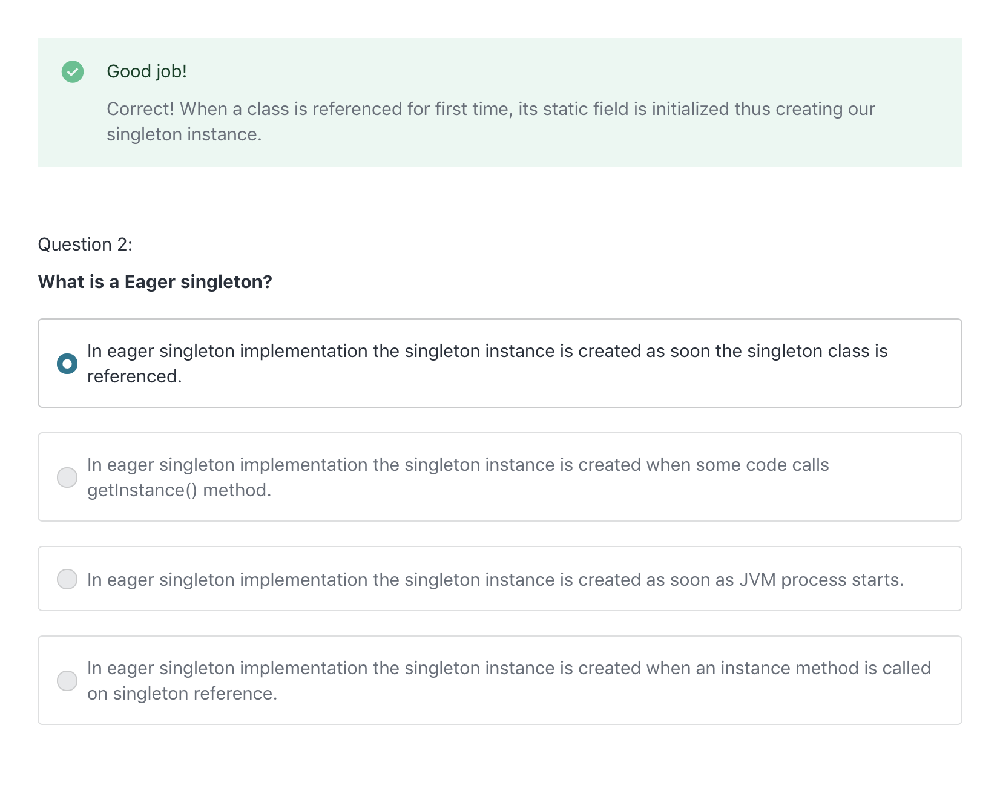 Good job!
Correct! When a class is referenced for first time, its static field is initialized thus creating our
singleton instance.
Question 2:
What is a Eager singleton?
In eager singleton implementation the singleton instance is created as soon the singleton class is
referenced.
In eager singleton implementation the singleton instance is created when some code calls
getInstance() method.
In eager singleton implementation the singleton instance is created as soon as JVM process starts.
In eager singleton implementation the singleton instance is created when an instance method is called
on singleton reference.